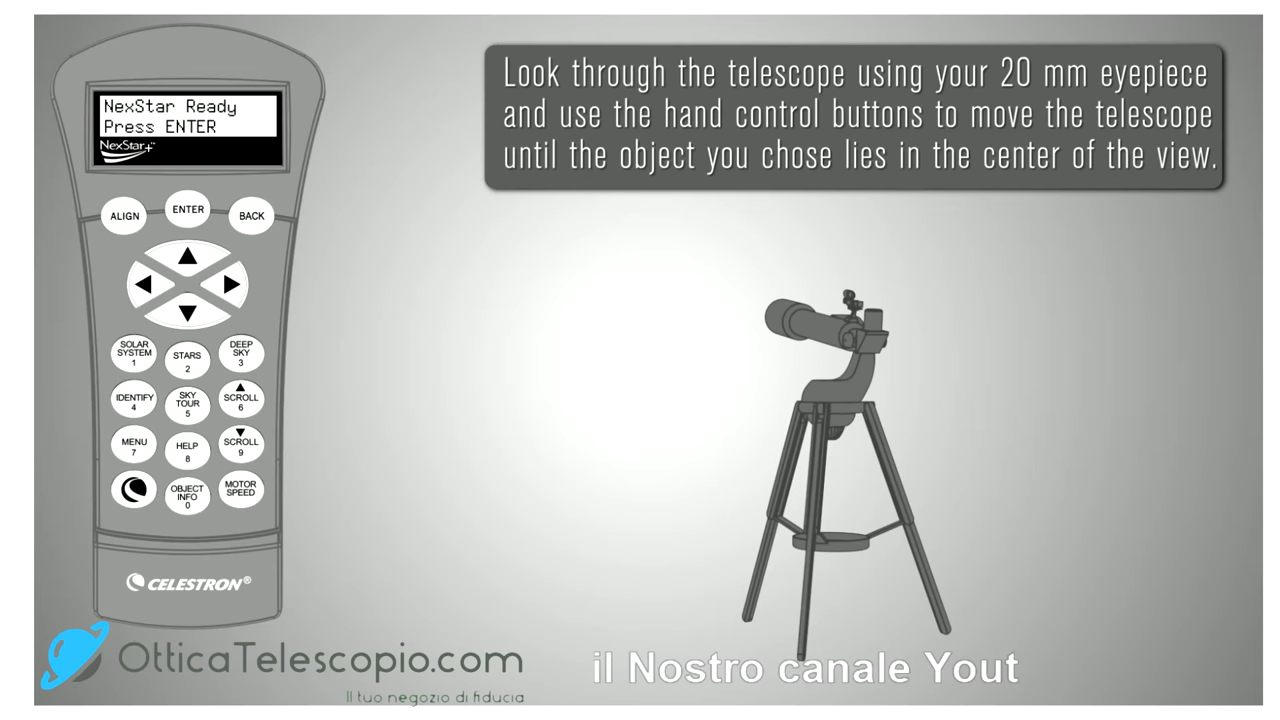 Look through the telescope using your 20 mm eyepiece
and use the hand control buttons to move the telescope
until the object you chose lies in the center of the view.
NexStar Ready
Press ENTER
NexStar+™
ALIGN
ENTER
BACK
SOLAR
SYSTEM
1
STARS
2
DEEP
SKY
3
IDENTIFY
4
SKY
TOUR
5
SCROLL
6
MENU
7
HELP
8
SCROLL
9
OBJECT
INFO
0
MOTOR
SPEED
CELESTRON®
OtticaTelescopio.com
Il tuo negozio di fiducia
il Nostro canale Yout